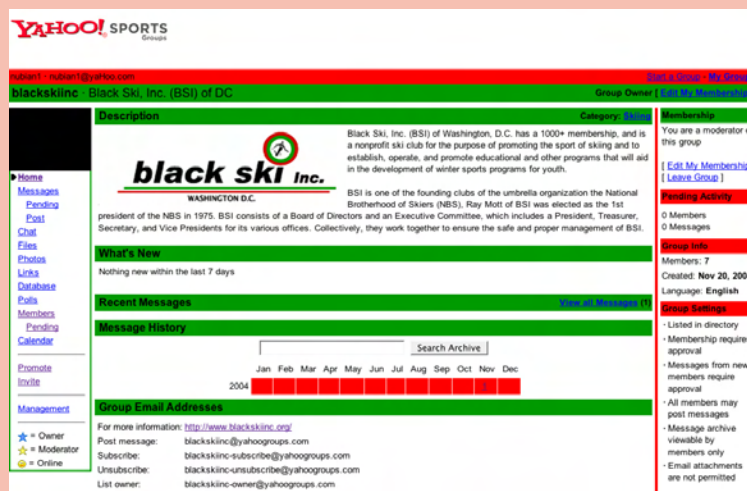 YAHOO! SPORTS
Groups
nubian1 · nubian1@yaHoo.com
Start a Group - My Group
blackskiinc · Black Ski, Inc. (BSI) of DC
Group Owner [ Edit My Membership
Home
Messages
Pending
Post
Chat
Files
Photos
Links
Database
Polls
Members
Pending
Calendar
Promote
Invite
Management
= Owner
= Moderator
= Online
Description
Category: Skiing
black ski Inc.
WASHINGTON D.C.
Black Ski, Inc. (BSI) of Washington, D.C. has a 1000+ membership, and is
a nonprofit ski club for the purpose of promoting the sport of skiing and to
establish, operate, and promote educational and other programs that will aid
in the development of winter sports programs for youth.
BSI is one of the founding clubs of the umbrella organization the National
Brotherhood of Skiers (NBS), Ray Mott of BSI was elected as the 1st
president of the NBS in 1975. BSI consists of a Board of Directors and an Executive Committee, which includes a President, Treasurer,
Secretary, and Vice Presidents for its various offices. Collectively, they work together to ensure the safe and proper management of BSI.
What's New
Nothing new within the last 7 days
Recent Messages
View all Messages (1)
Message History
Search Archive
Jan Feb Mar Apr May Jun Jul Aug Sep Oct Nov Dec
2004 1
Group Email Addresses
For more information: http://www.blackskiinc.org/
Post message: blackskiinc@yahoogroups.com
Subscribe: blackskiinc-subscribe@yahoogroups.com
Unsubscribe: blackskiinc-unsubscribe@yahoogroups.com
List owner: blackskiinc-owner@yahoogroups.com
Membership
You are a moderator o
this group
[ Edit My Membership
[ Leave Group ]
Pending Activity
0 Members
0 Messages
Group Info
Members: 7
Created: Nov 20, 200
Language: English
Group Settings
· Listed in directory
· Membership require
approval
· Messages from new
members require
approval
· All members may
post messages
· Message archive
viewable by
members only
· Email attachments
are not permitted